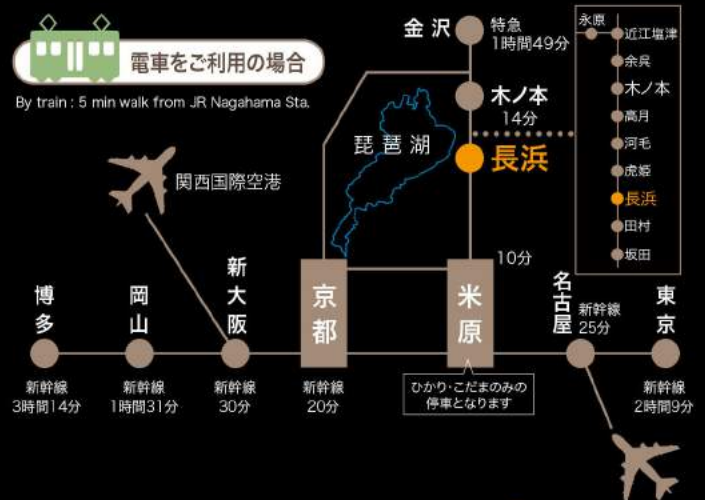 電車をご利用の場合
By train : 5 min walk from JR Nagahama Sta.
金沢
特急
1時間49分
木ノ本
14分
琵琶湖
長浜
関西国際空港
永原
近江塩津
余呉
木ノ本
高月
河毛
虎姫
長浜
田村
坂田
10分
博多
新幹線
3時間14分
岡山
新幹線
1時間31分
新大阪
新幹線
30分
京都
新幹線
20分
米原
ひかり・こだまのみの
停車となります
名古屋
新幹線
25分
東京
新幹線
2時間9分